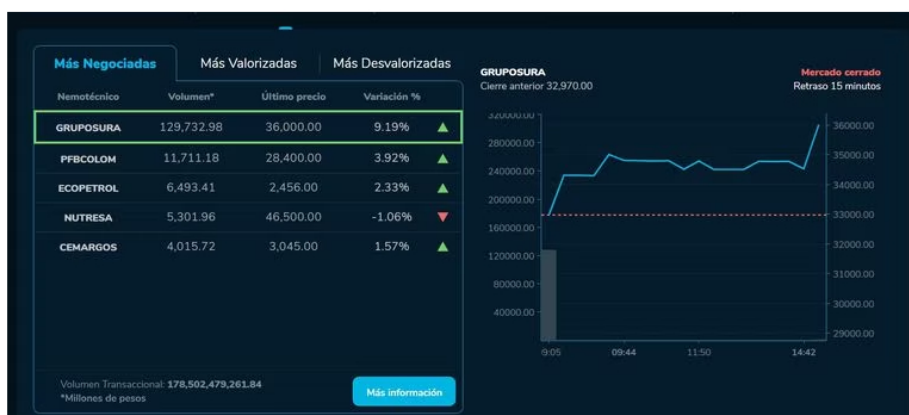 Más Negociadas
Más Valorizadas
Más Desvalorizadas
Nemotécnico Volumen* Último precio Variación %
GRUPOSURA 129,732.98 36,000.00 9.19%
PFBCOLOM 11,711.18 28,400.00 3.92%
ECOPETROL 6,493.41 2,456.00 2.33%
NUTRESA 5,301.96 46,500.00 -1.06%
CEMARGOS 4,015.72 3,045.00 1.57%
Volumen Transaccional: 178,502,479,261.84
*Millones de pesos
Más información
GRUPOSURA
Cierre anterior 32,970.00
Mercado cerrado
Retraso 15 minutos
320000.00
280000.00
240000.00
200000.00
160000.00
120000.00
80000.00
40000.00
36000.00
35000.00
34000.00
33000.00
32000.00
31000.00
30000.00
29000.00
9:05 09:44 11:50 14:42